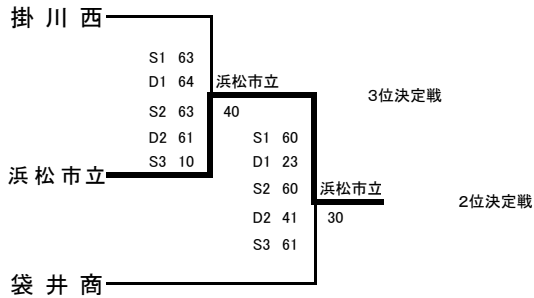 掛川西
S1 63
D1 64
浜松市立
3位決定戦
S2 63
40
D2 61
S1 60
S3 10
D1 23
浜松市立
S2 60
浜松市立
2位決定戦
D2 41
30
S3 61
袋井商